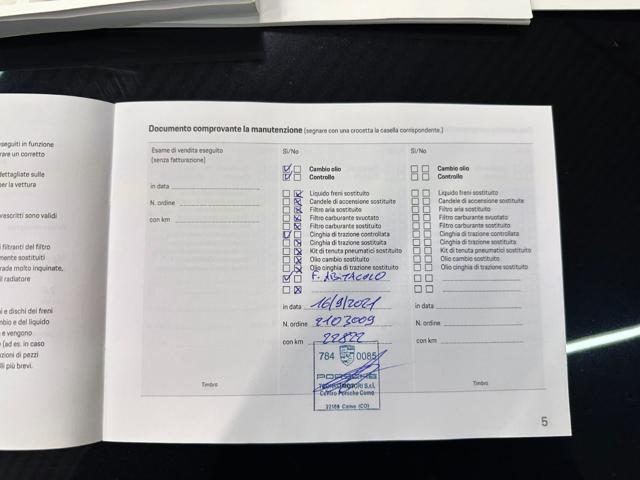 eseguiti in funzione
rare un corretto
dettagliate sulle
per la vettura
rescritti sono validi
i filtranti del filtro
mente sostituiti
rade molto inquinate,
il radiatore
i e dischi dei freni
mbio e del liquido
e vengono
(ad es. in caso
zioni di pezzi
lli più brevi.
Documento comprovante la manutenzione (segnare con una crocetta la casella corrispondente.)
Esame di vendita eseguito
(senza fatturazione)
in data
N. ordine
con km
Timbro
Sì/No
Cambio olio
Controllo
Liquido freni sostituito
Candele di accensione sostituite
Filtro aria sostituito
Filtro carburante svuotato
Filtro carburante sostituito
Cinghia di trazione controllata
Cinghia di trazione sostituita
Kit di tenuta pneumatici sostituito
Olio cambio sostituito
Olio cinghia di trazione sostituito
F. ABITACOLO
in data 16/9/2021
N. ordine 2103009
con km 22822
784 0085
PORSCHE
S.r.l.
Centro Porsche Como
Como (CO)
Sì/No
Cambio olio
Controllo
Liquido freni sostituito
Candele di accensione sostituite
Filtro aria sostituito
Filtro carburante svuotato
Filtro carburante sostituito
Cinghia di trazione controllata
Cinghia di trazione sostituita
Kit di tenuta pneumatici sostituito
Olio cambio sostituito
Olio cinghia di trazione sostituito
in data
N. ordine
con km
Timbro
5